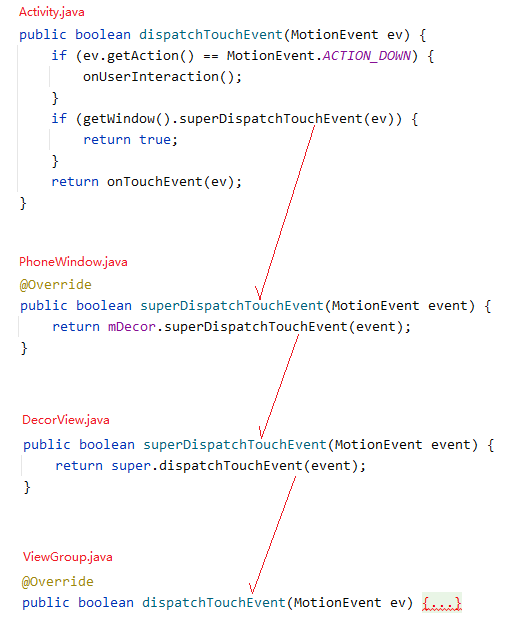 Activity.java
public boolean dispatchTouchEvent(MotionEvent ev) {
    if (ev.getAction() == MotionEvent.ACTION_DOWN) {
        onUserInteraction();
    }
    if (getWindow().superDispatchTouchEvent(ev)) {
        return true;
    }
    return onTouchEvent(ev);
}
PhoneWindow.java
@Override
public boolean superDispatchTouchEvent(MotionEvent event) {
    return mDecor.superDispatchTouchEvent(event);
}
DecorView.java
public boolean superDispatchTouchEvent(MotionEvent event) {
    return super.dispatchTouchEvent(event);
}
ViewGroup.java
@Override
public boolean dispatchTouchEvent(MotionEvent ev) {...}